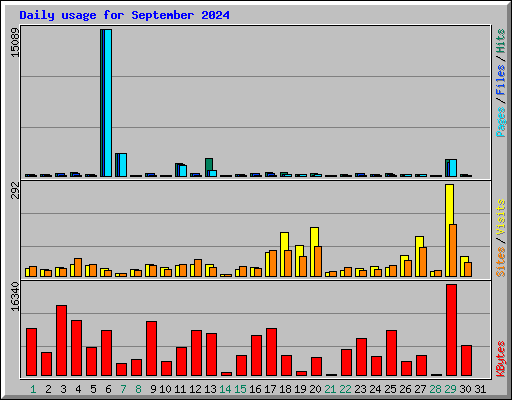 Daily usage for September 2024
15089
Pages / Files / Hits
292
Sites / Visits
16340
KBytes
1 2 3 4 5 6 7 8 9 10 11 12 13 14 15 16 17 18 19 20 21 22 23 24 25 26 27 28 29 30 31